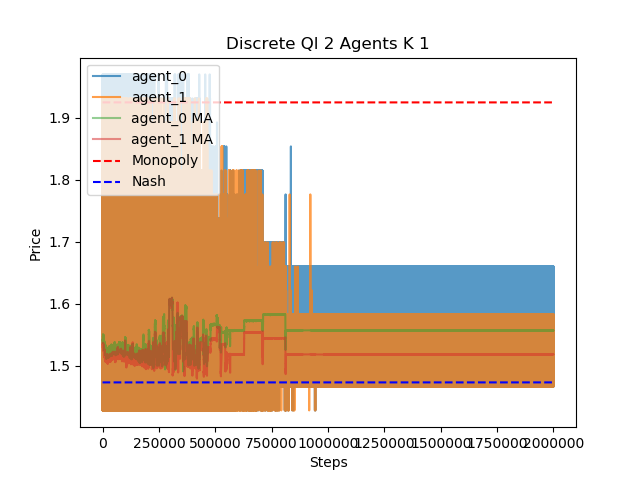 Discrete QI 2 Agents K 1
agent_0
agent_1
agent_0 MA
agent_1 MA
Monopoly
Nash
Price
1.9
1.8
1.7
1.6
1.5
0 250000 500000 750000 1000000 1250000 1500000 1750000 2000000
Steps